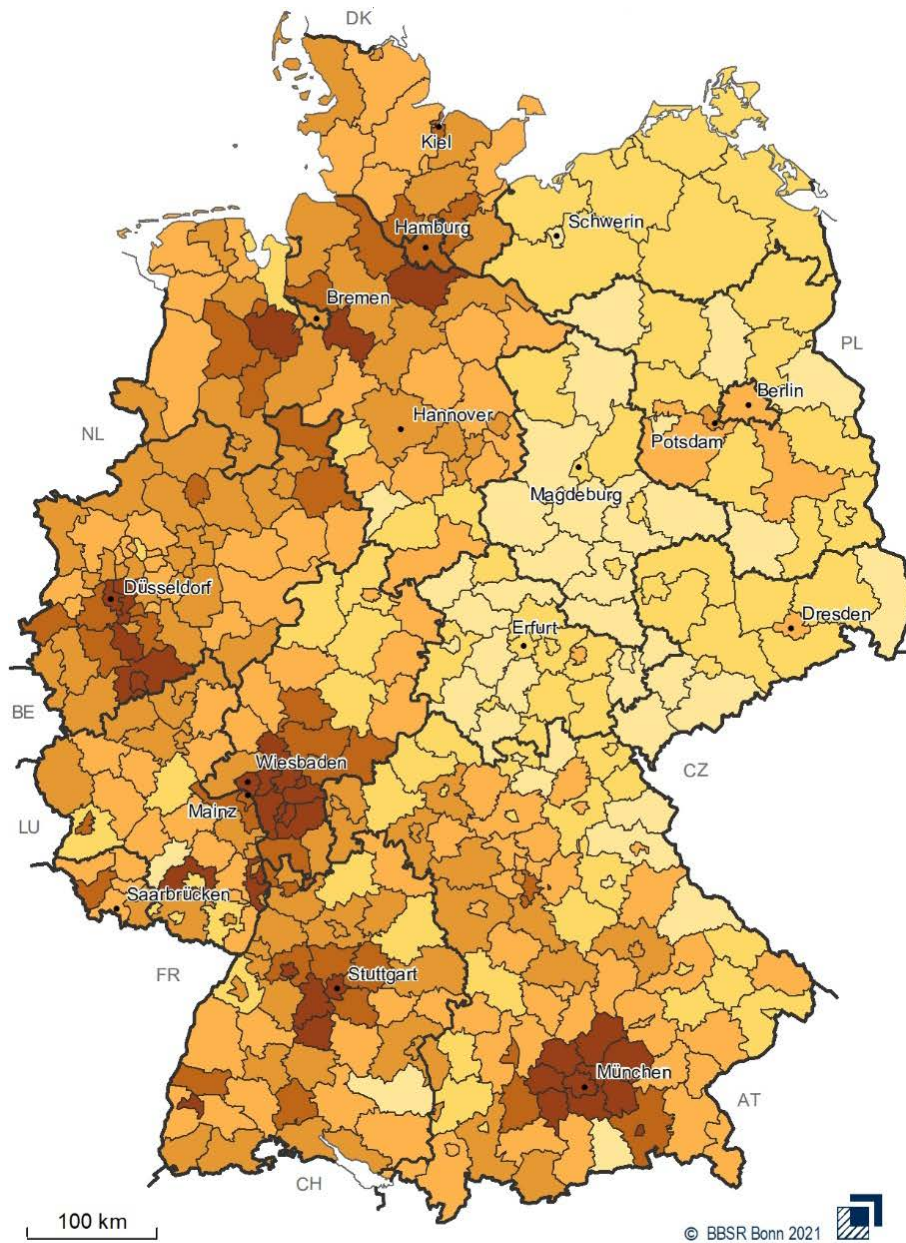 DK
Kiel
Hamburg
Schwerin
Bremen
PL
Berlin
Hannover
Potsdam
NL
Magdeburg
Düsseldorf
Dresden
Erfurt
BE
Wiesbaden
CZ
Mainz
LU
Saarbrücken
FR
Stuttgart
München
AT
CH
100 km
© BBSR Bonn 2021